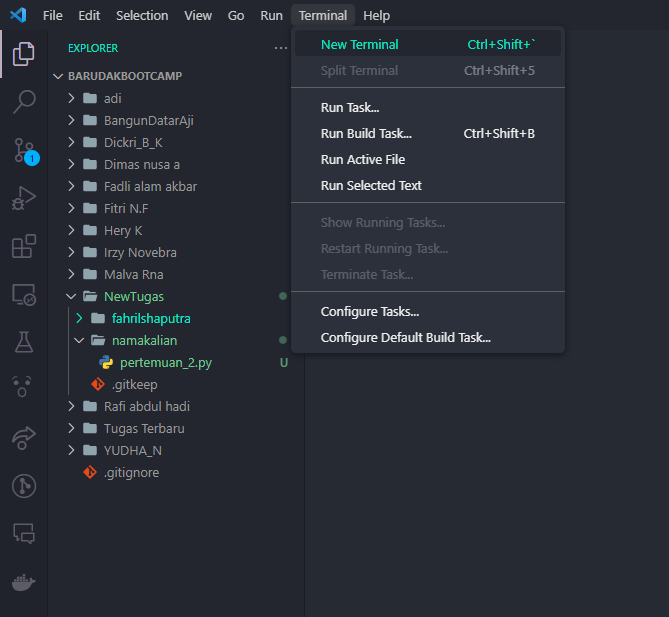 File Edit Selection View Go Run Terminal Help
EXPLORER
BARUDAKBOOTCAMP
adi
BangunDatarAji
Dickri_B_K
Dimas nusa a
Fadli alam akbar
Fitri N.F
Hery K
Irzy Novebra
Malva Rna
NewTugas
fahrilshaputra
namakalian
pertemuan_2.py U
.gitkeep
Rafi abdul hadi
Tugas Terbaru
YUDHA_N
.gitignore
1
New Terminal Ctrl+Shift+`
Split Terminal Ctrl+Shift+5
Run Task...
Run Build Task... Ctrl+Shift+B
Run Active File
Run Selected Text
Show Running Tasks...
Restart Running Task...
Terminate Task...
Configure Tasks...
Configure Default Build Task...